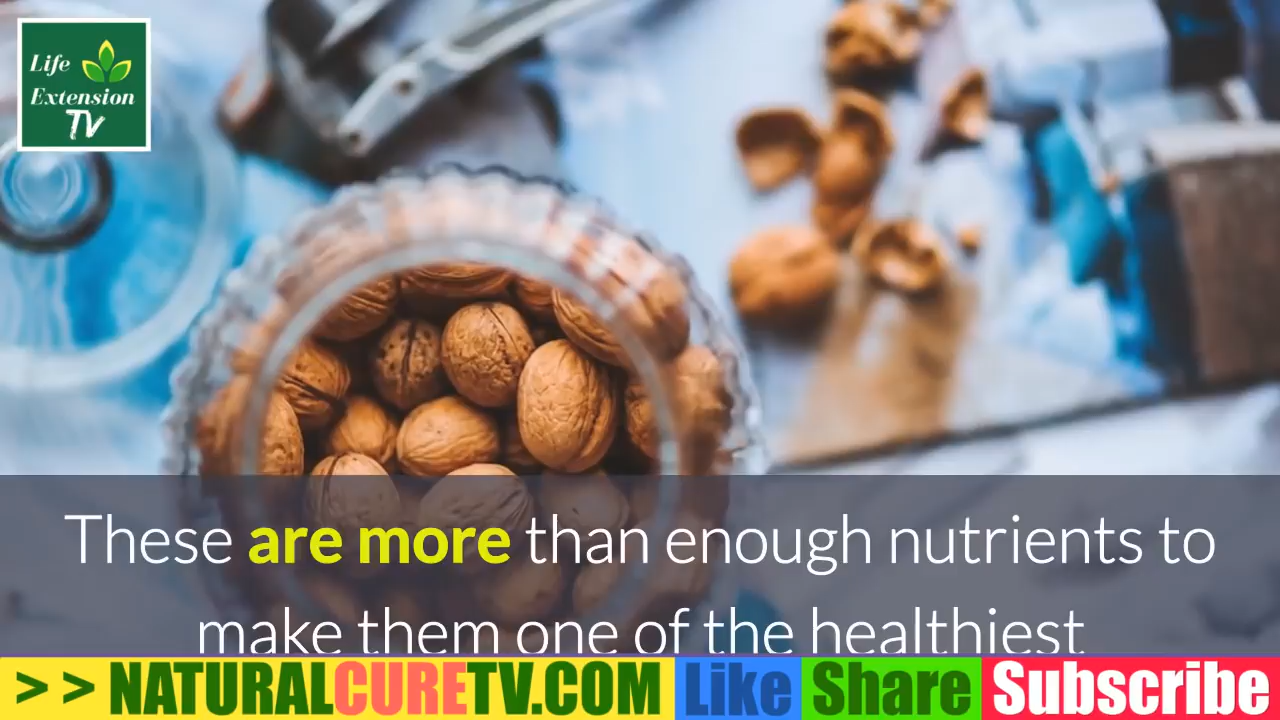 Life
Extension
TV
These are more than enough nutrients to
make them one of the healthiest
> > NATURALCURETV.COM Like Share Subscribe